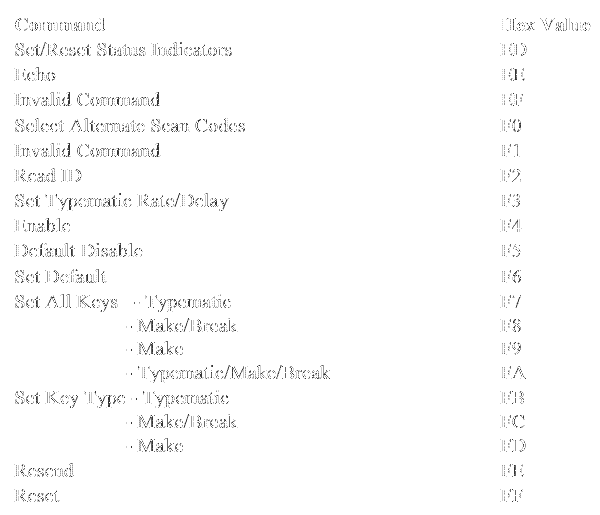 Command Hex Value
Set/Reset Status Indicators ED
Echo EE
Invalid Command EF
Select Alternate Scan Codes F0
Invalid Command F1
Read ID F2
Set Typematic Rate/Delay F3
Enable F4
Default Disable F5
Set Default F6
Set All Keys - Typematic F7
- Make/Break F8
- Make F9
- Typematic/Make/Break FA
Set Key Type - Typematic FB
- Make/Break FC
- Make FD
Resend FE
Reset FF